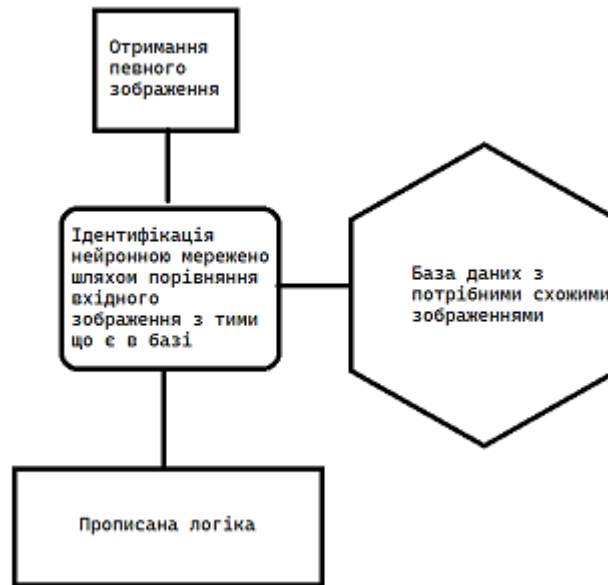 Отримання
певного
зображення
Ідентифікація
нейронною мережено
шляхом порівняння
вхідного
зображення з тими
що є в базі
База даних з
потрібними схожими
зображеннями
Прописана логіка